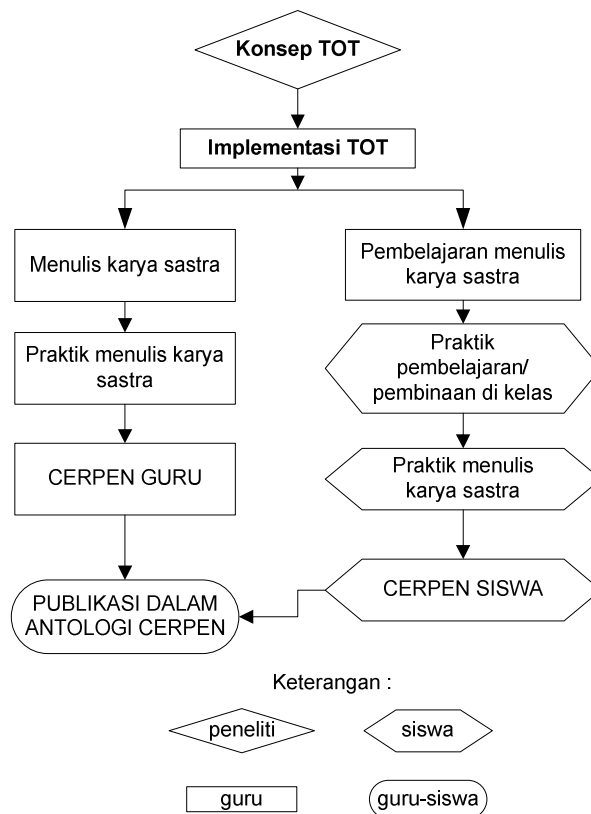 Konsep TOT
Implementasi TOT
Menulis karya sastra
Praktik menulis karya
sastra
CERPEN GURU
PUBLIKASI DALAM
ANTOLOGI CERPEN
Pembelajaran menulis
karya sastra
Praktik
pembelajaran/
pembinaan di kelas
Praktik menulis
karya sastra
CERPEN SISWA
Keterangan :
peneliti
siswa
guru
guru-siswa